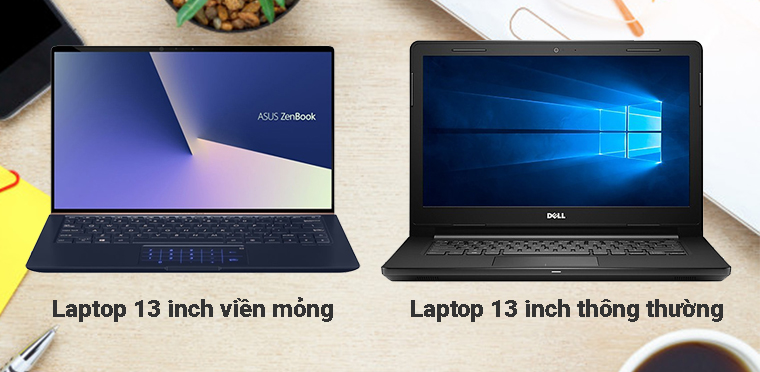 ASUS ZenBook
DELL
Laptop 13 inch viền mỏng
Laptop 13 inch thông thường